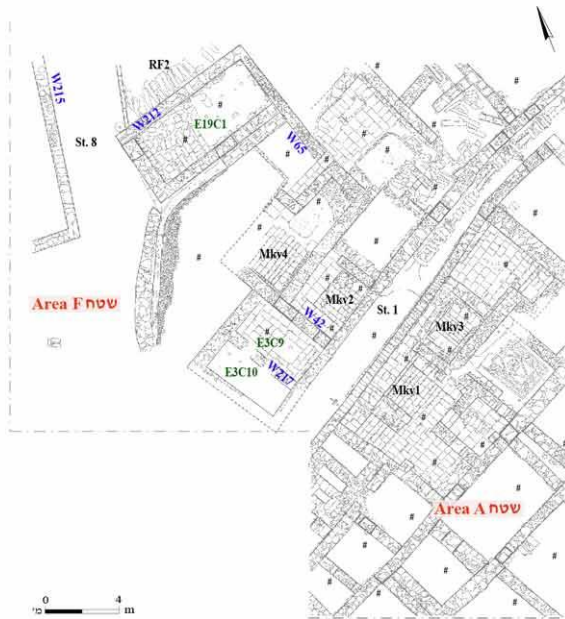 RF2
W215
W212
E19C1
St. 8
W65
Mkv4
Mkv2
St. 1
Mkv3
W42
Area F שטח
E3C9
E3C10
W217
Mkv1
Area A שטח
0 4
מ' m